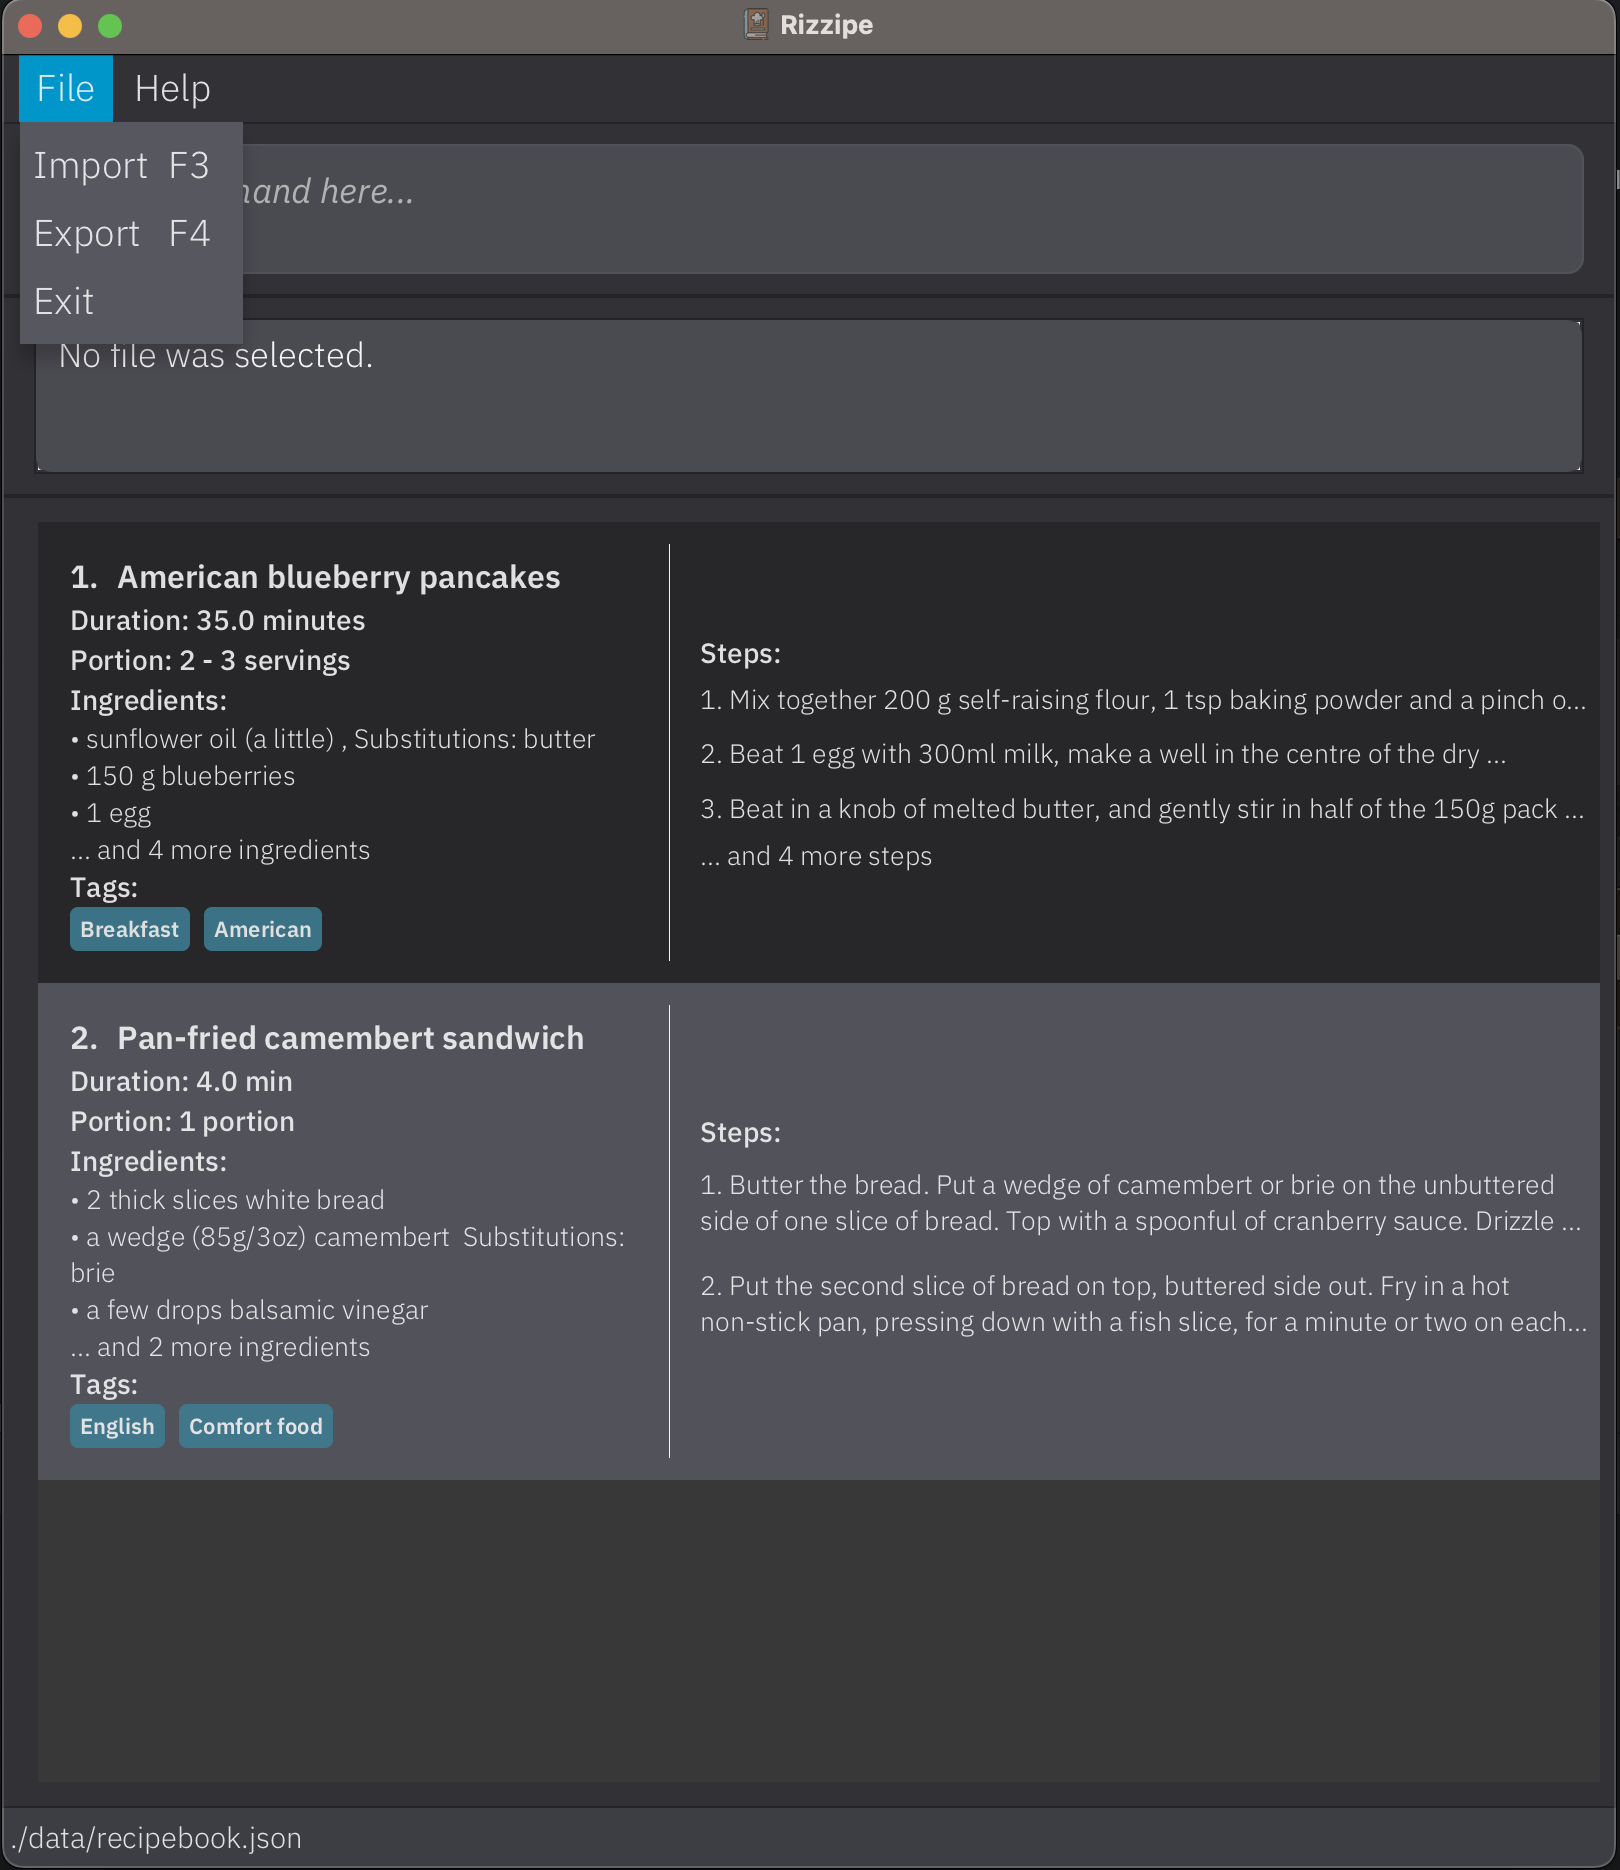 Rizzipe
File Help
Import F3
Export F4
Exit
here...
No file was selected.
1. American blueberry pancakes
Duration: 35.0 minutes
Portion: 2 - 3 servings
Ingredients:
• sunflower oil (a little) , Substitutions: butter
• 150 g blueberries
• 1 egg
... and 4 more ingredients
Tags:
Breakfast American
Steps:
1. Mix together 200 g self-raising flour, 1 tsp baking powder and a pinch o...
2. Beat 1 egg with 300ml milk, make a well in the centre of the dry ...
3. Beat in a knob of melted butter, and gently stir in half of the 150g pack ...
... and 4 more steps
2. Pan-fried camembert sandwich
Duration: 4.0 min
Portion: 1 portion
Ingredients:
• 2 thick slices white bread
• a wedge (85g/3oz) camembert  Substitutions:
brie
• a few drops balsamic vinegar
... and 2 more ingredients
Tags:
English Comfort food
Steps:
1. Butter the bread. Put a wedge of camembert or brie on the unbuttered
side of one slice of bread. Top with a spoonful of cranberry sauce. Drizzle ...
2. Put the second slice of bread on top, buttered side out. Fry in a hot
non-stick pan, pressing down with a fish slice, for a minute or two on each...
./data/recipebook.json